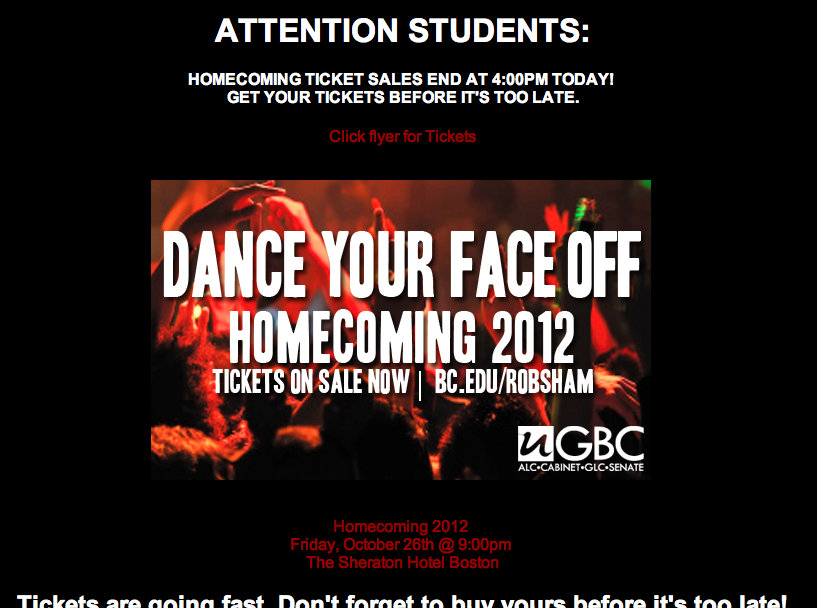 ATTENTION STUDENTS:
HOMECOMING TICKET SALES END AT 4:00PM TODAY!
GET YOUR TICKETS BEFORE IT'S TOO LATE.
Click flyer for Tickets
DANCE YOUR FACE OFF
HOMECOMING 2012
TICKETS ON SALE NOW | BC.EDU/ROBSHAM
UGBC
ALC•CABINET•GLC•SENATE
Homecoming 2012
Friday, October 26th @ 9:00pm
The Sheraton Hotel Boston
Tickets are going fast. Don't forget to buy yours before it's too late!